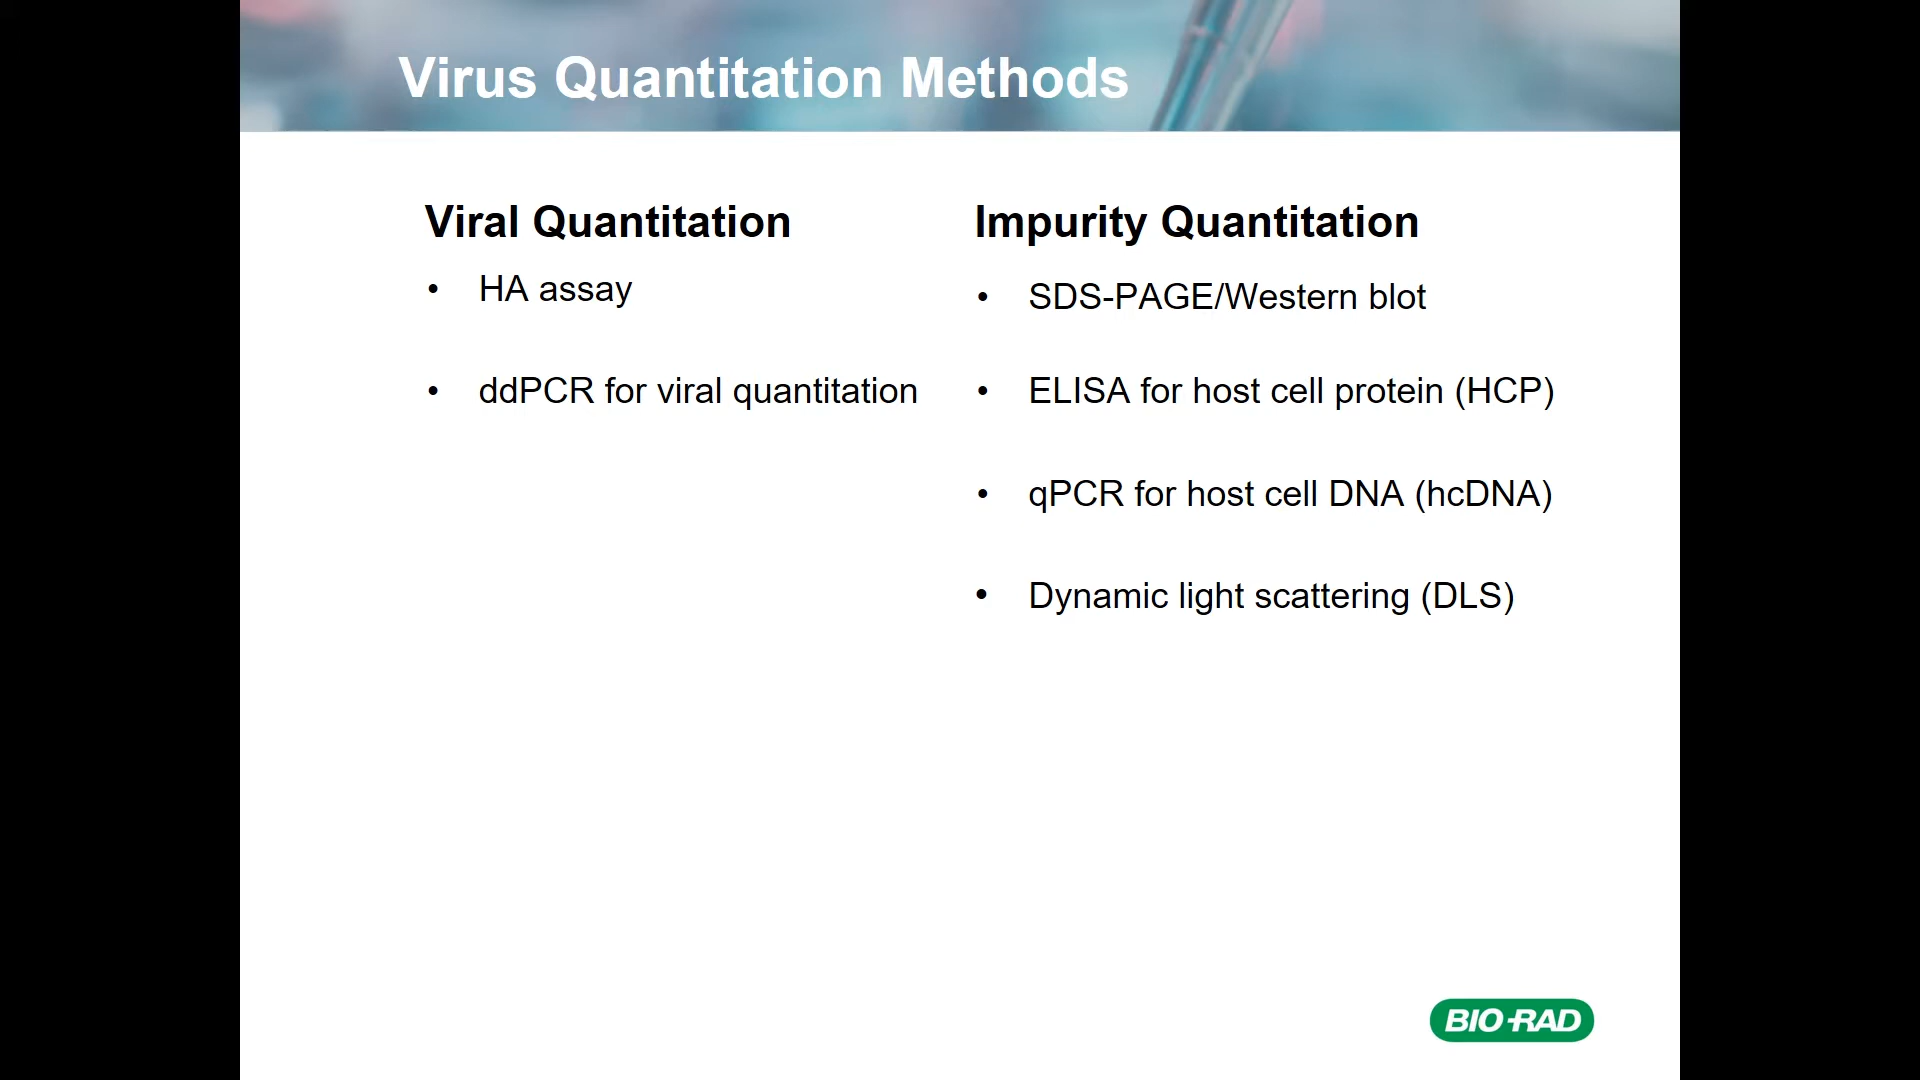 Virus Quantitation Methods
Viral Quantitation
• HA assay
• ddPCR for viral quantitation
Impurity Quantitation
• SDS-PAGE/Western blot
• ELISA for host cell protein (HCP)
• qPCR for host cell DNA (hcDNA)
• Dynamic light scattering (DLS)
BIO-RAD